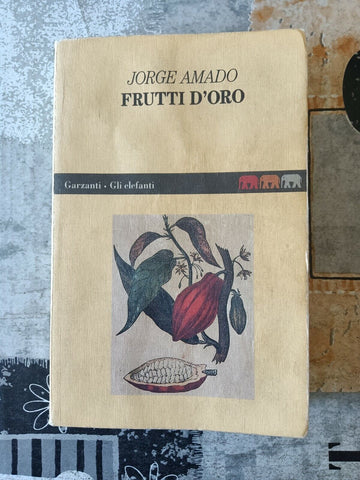 JORGE AMADO
FRUTTI D'ORO
Garzanti · Gli elefanti
T